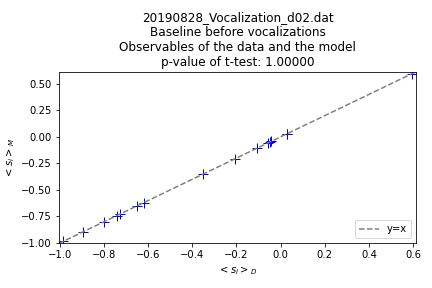 20190828_Vocalization_d02.dat
Baseline before vocalizations
Observables of the data and the model
p-value of t-test: 1.00000
0.50
0.25
0.00
−0.25
−0.50
−0.75
−1.00
< s_i >_M
−1.0 −0.8 −0.6 −0.4 −0.2 0.0 0.2 0.4 0.6
< s_i >_D
y=x